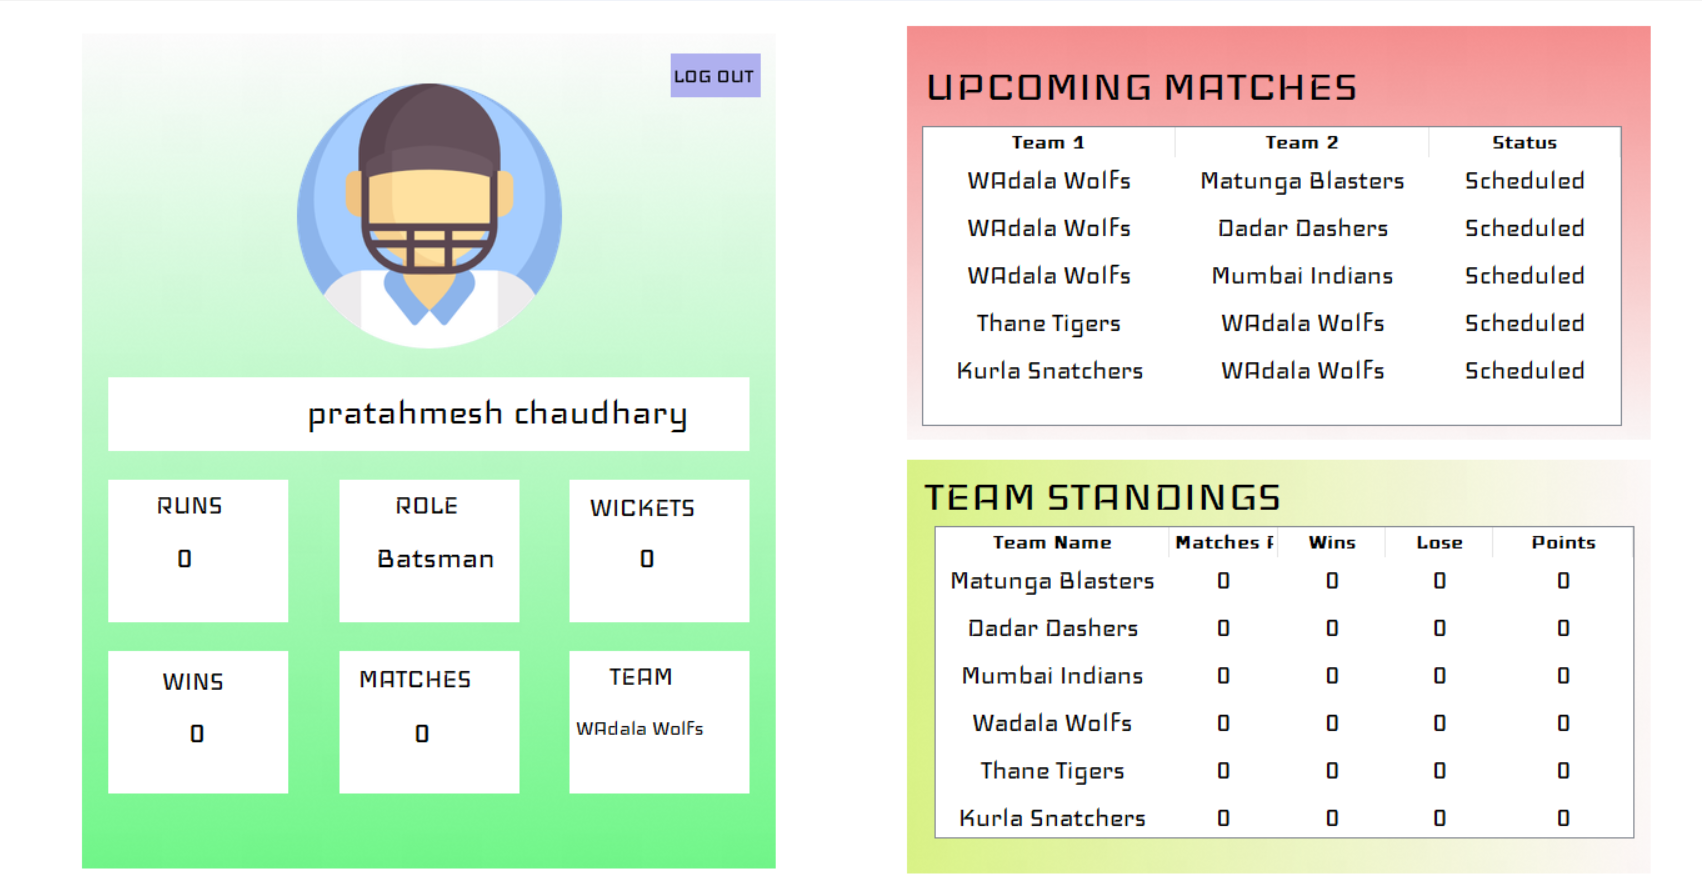 LOG OUT
pratahmesh chaudhary
RUNS ROLE WICKETS
0 Batsman 0
WINS MATCHES TEAM
0 0 WAdala Wolfs
UPCOMING MATCHES
Team 1 Team 2 Status
WAdala Wolfs Matunga Blasters Scheduled
WAdala Wolfs Dadar Dashers Scheduled
WAdala Wolfs Mumbai Indians Scheduled
Thane Tigers WAdala Wolfs Scheduled
Kurla Snatchers WAdala Wolfs Scheduled
TEAM STANDINGS
Team Name Matches Wins Lose Points
Matunga Blasters 0 0 0 0
Dadar Dashers 0 0 0 0
Mumbai Indians 0 0 0 0
Wadala Wolfs 0 0 0 0
Thane Tigers 0 0 0 0
Kurla Snatchers 0 0 0 0